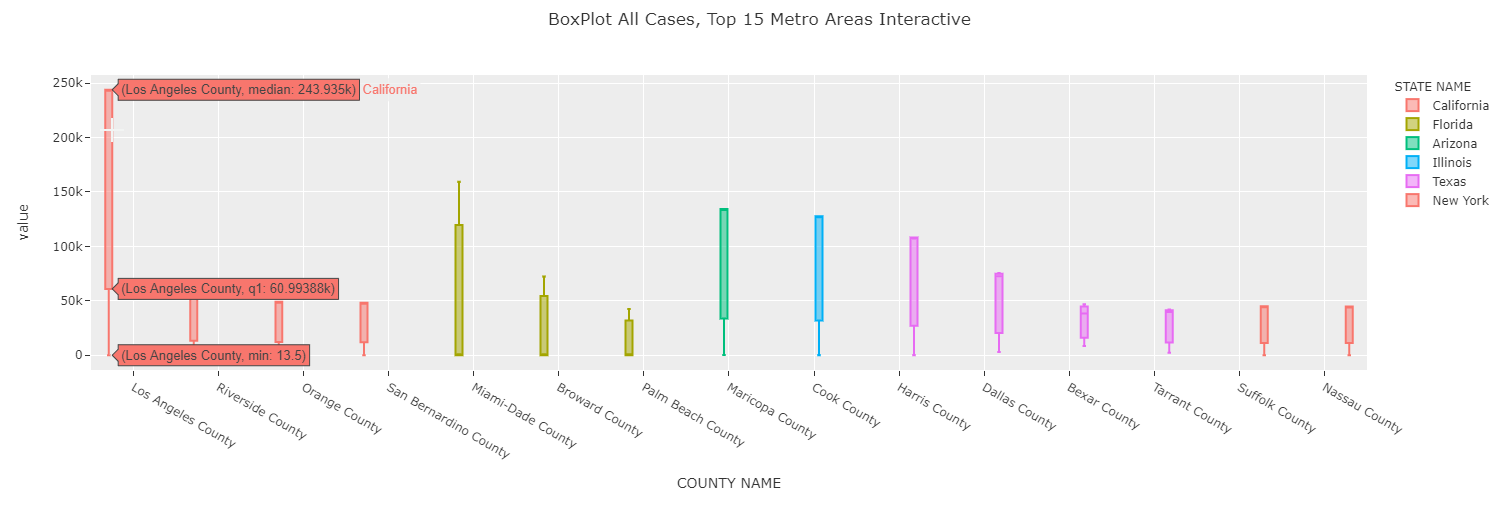 BoxPlot All Cases, Top 15 Metro Areas Interactive
250k
200k
150k
100k
50k
0
value
(Los Angeles County, median: 243.935k) California
(Los Angeles County, q1: 60.99388k)
(Los Angeles County, min: 13.5)
STATE NAME
California
Florida
Arizona
Illinois
Texas
New York
Los Angeles County
Riverside County
Orange County
San Bernardino County
Miami-Dade County
Broward County
Palm Beach County
Maricopa County
Cook County
Harris County
Dallas County
Bexar County
Tarrant County
Suffolk County
Nassau County
COUNTY NAME